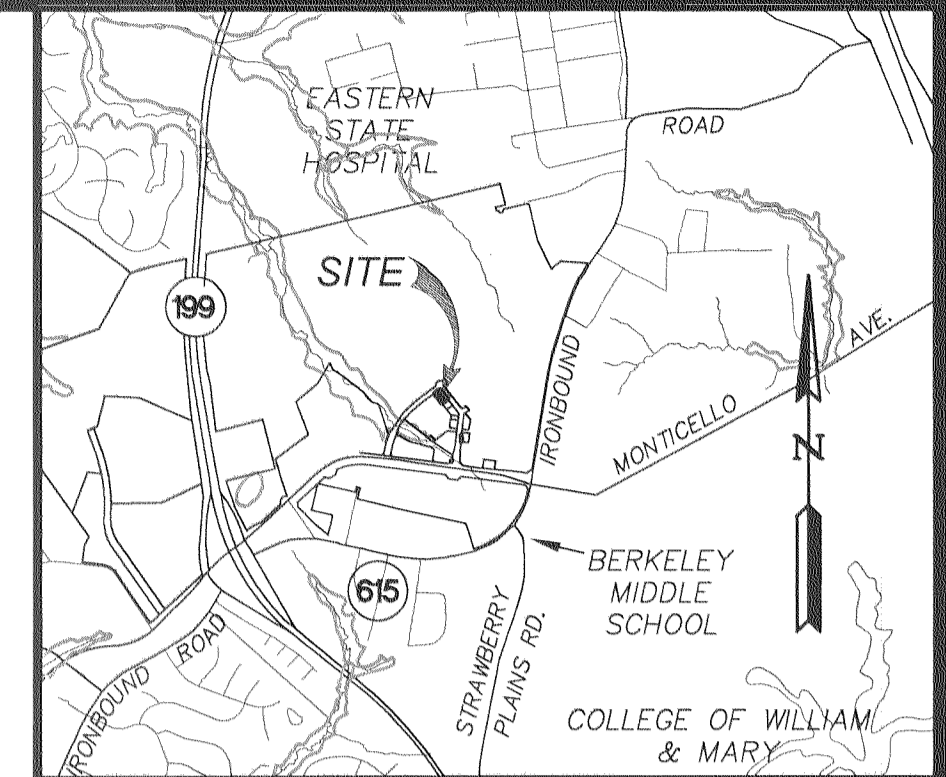 EASTERN
STATE
HOSPITAL
ROAD
SITE
199
IRONBOUND
MONTICELLO
AVE.
N
BERKELEY
MIDDLE
SCHOOL
615
STRAWBERRY
PLAINS RD.
IRONBOUND
ROAD
COLLEGE OF WILLIAM
& MARY